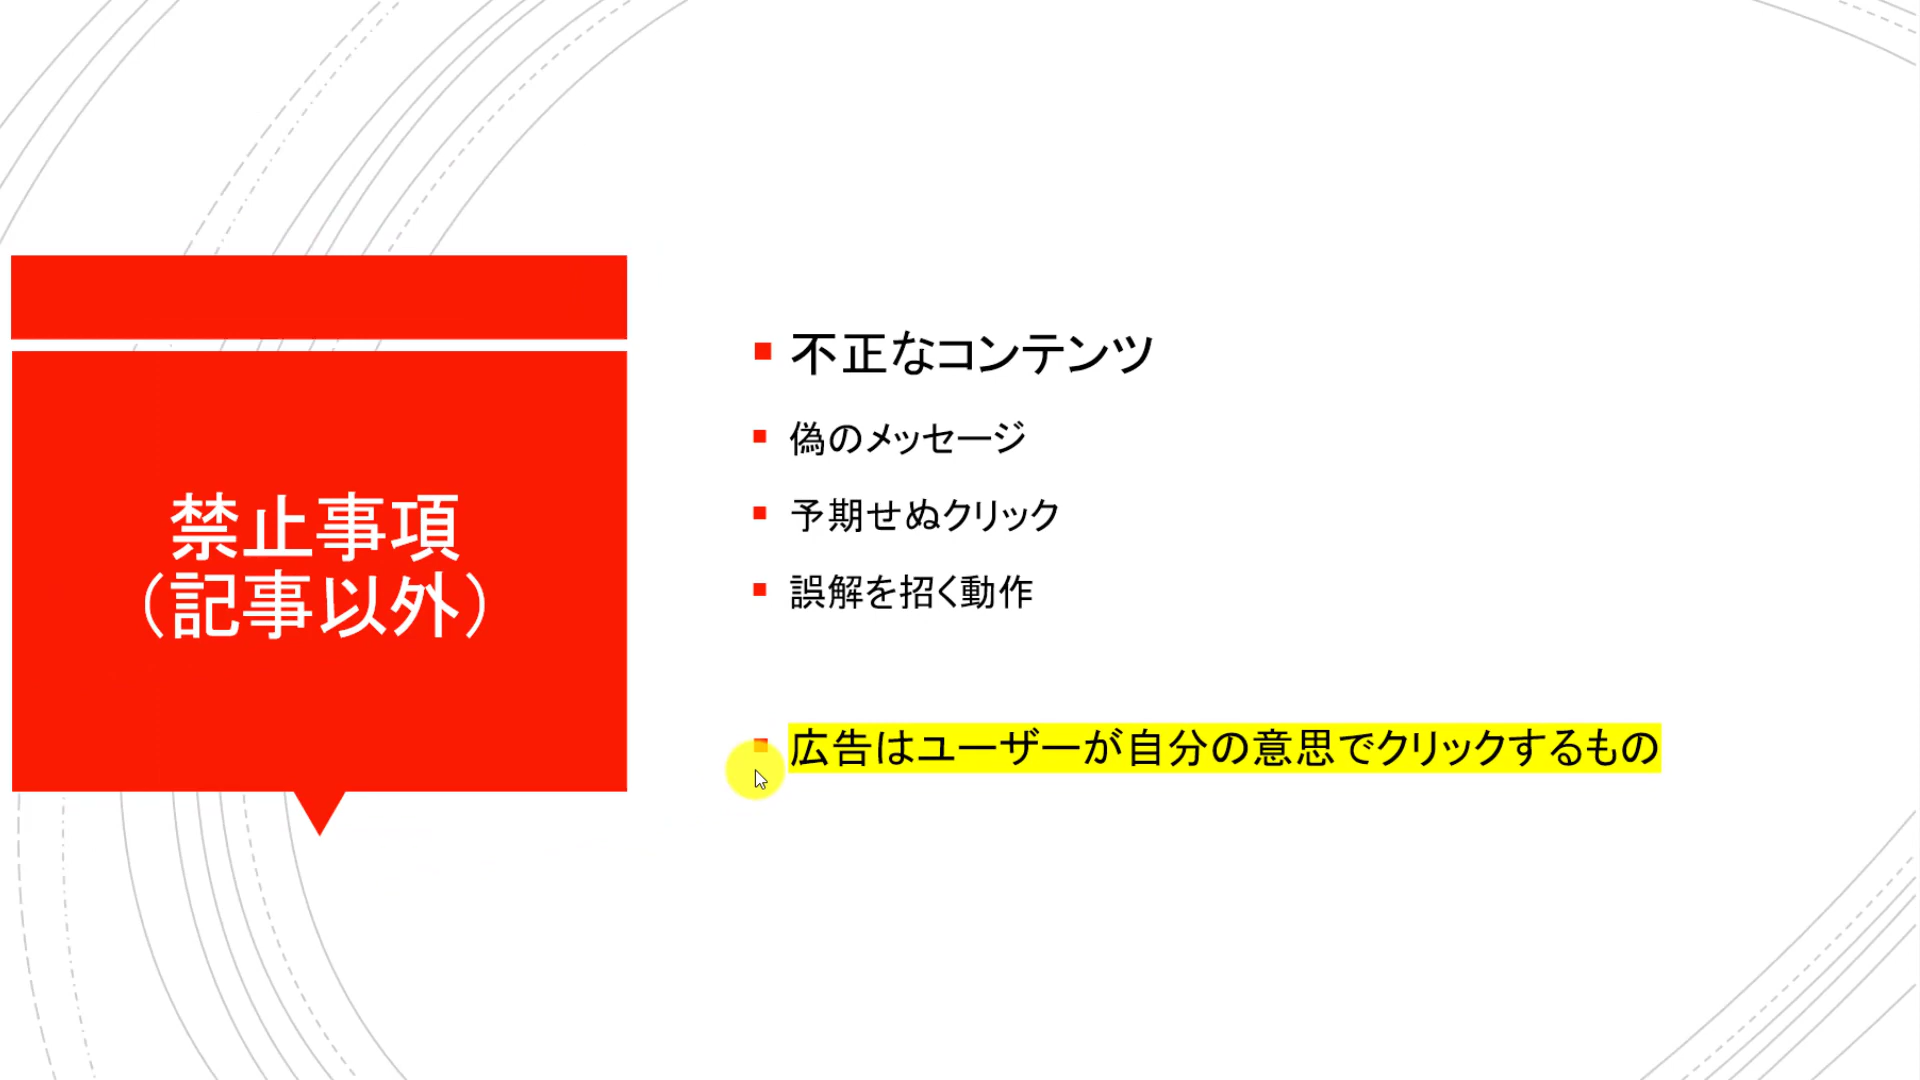 禁止事項
（記事以外）
不正なコンテンツ
偽のメッセージ
予期せぬクリック
誤解を招く動作
広告はユーザーが自分の意思でクリックするもの